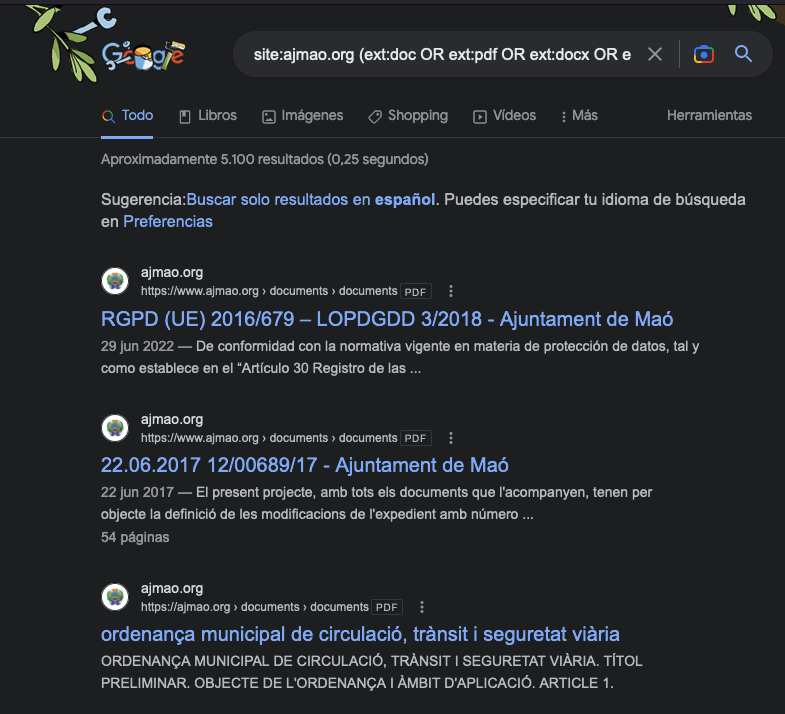 Google
site:ajmao.org (ext:doc OR ext:pdf OR ext:docx OR e
Todo Libros Imágenes Shopping Vídeos Más Herramientas
Aproximadamente 5.100 resultados (0,25 segundos)
Sugerencia:Buscar solo resultados en español. Puedes especificar tu idioma de búsqueda
en Preferencias
ajmao.org
https://www.ajmao.org › documents › documents PDF
RGPD (UE) 2016/679 – LOPDGDD 3/2018 - Ajuntament de Maó
29 jun 2022 — De conformidad con la normativa vigente en materia de protección de datos, tal y
como establece en el “Artículo 30 Registro de las ...
ajmao.org
https://www.ajmao.org › documents › documents PDF
22.06.2017 12/00689/17 - Ajuntament de Maó
22 jun 2017 — El present projecte, amb tots els documents que l'acompanyen, tenen per
objecte la definició de les modificacions de l'expedient amb número ...
54 páginas
ajmao.org
https://ajmao.org › documents › documents PDF
ordenança municipal de circulació, trànsit i seguretat viària
ORDENANÇA MUNICIPAL DE CIRCULACIÓ, TRÀNSIT I SEGURETAT VIÀRIA. TÍTOL
PRELIMINAR. OBJECTE DE L'ORDENANÇA I ÀMBIT D'APLICACIÓ. ARTICLE 1.